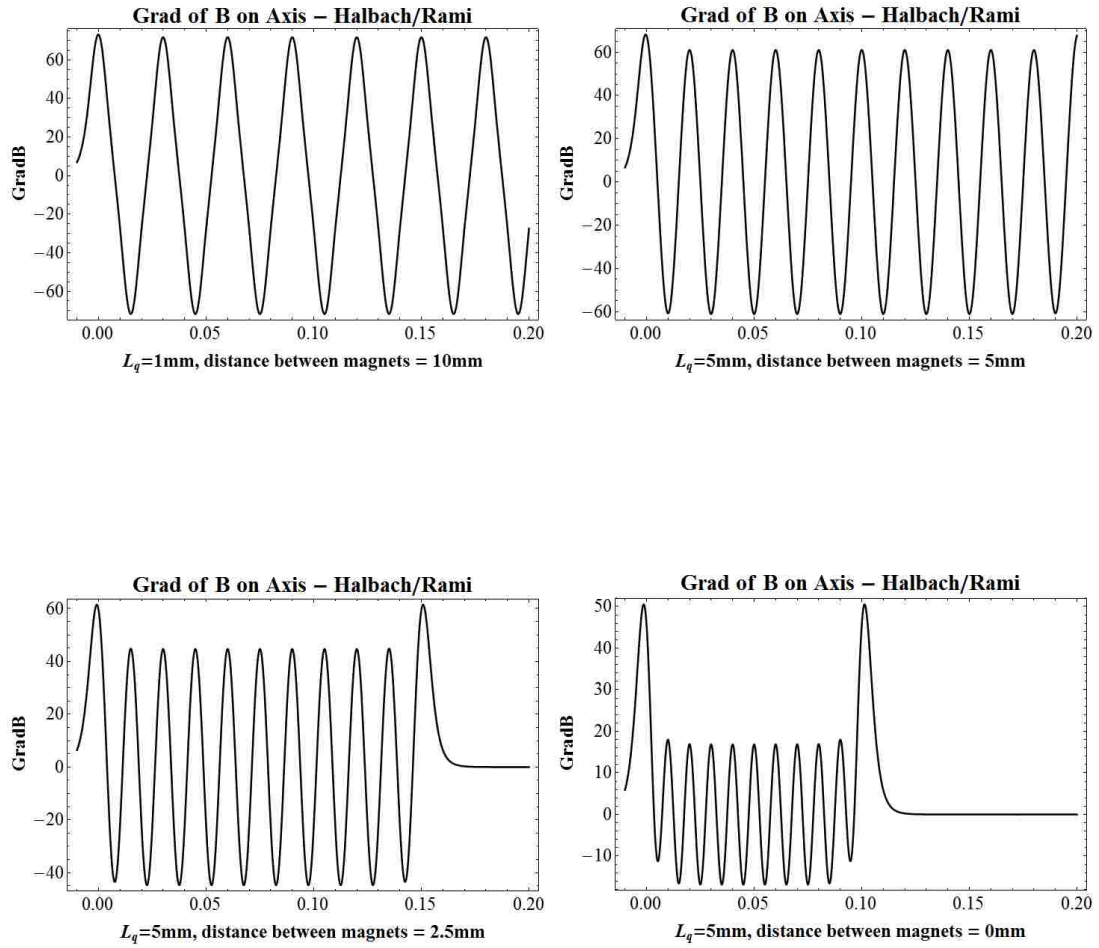 Grad of B on Axis – Halbach/Rami
GradB
60
40
20
0
−20
−40
−60
0.00 0.05 0.10 0.15 0.20
L_q=1mm, distance between magnets = 10mm
Grad of B on Axis – Halbach/Rami
GradB
60
40
20
0
−20
−40
−60
0.00 0.05 0.10 0.15 0.20
L_q=5mm, distance between magnets = 5mm
Grad of B on Axis – Halbach/Rami
GradB
60
40
20
0
−20
−40
0.00 0.05 0.10 0.15 0.20
L_q=5mm, distance between magnets = 2.5mm
Grad of B on Axis – Halbach/Rami
GradB
50
40
30
20
10
0
−10
0.00 0.05 0.10 0.15 0.20
L_q=5mm, distance between magnets = 0mm